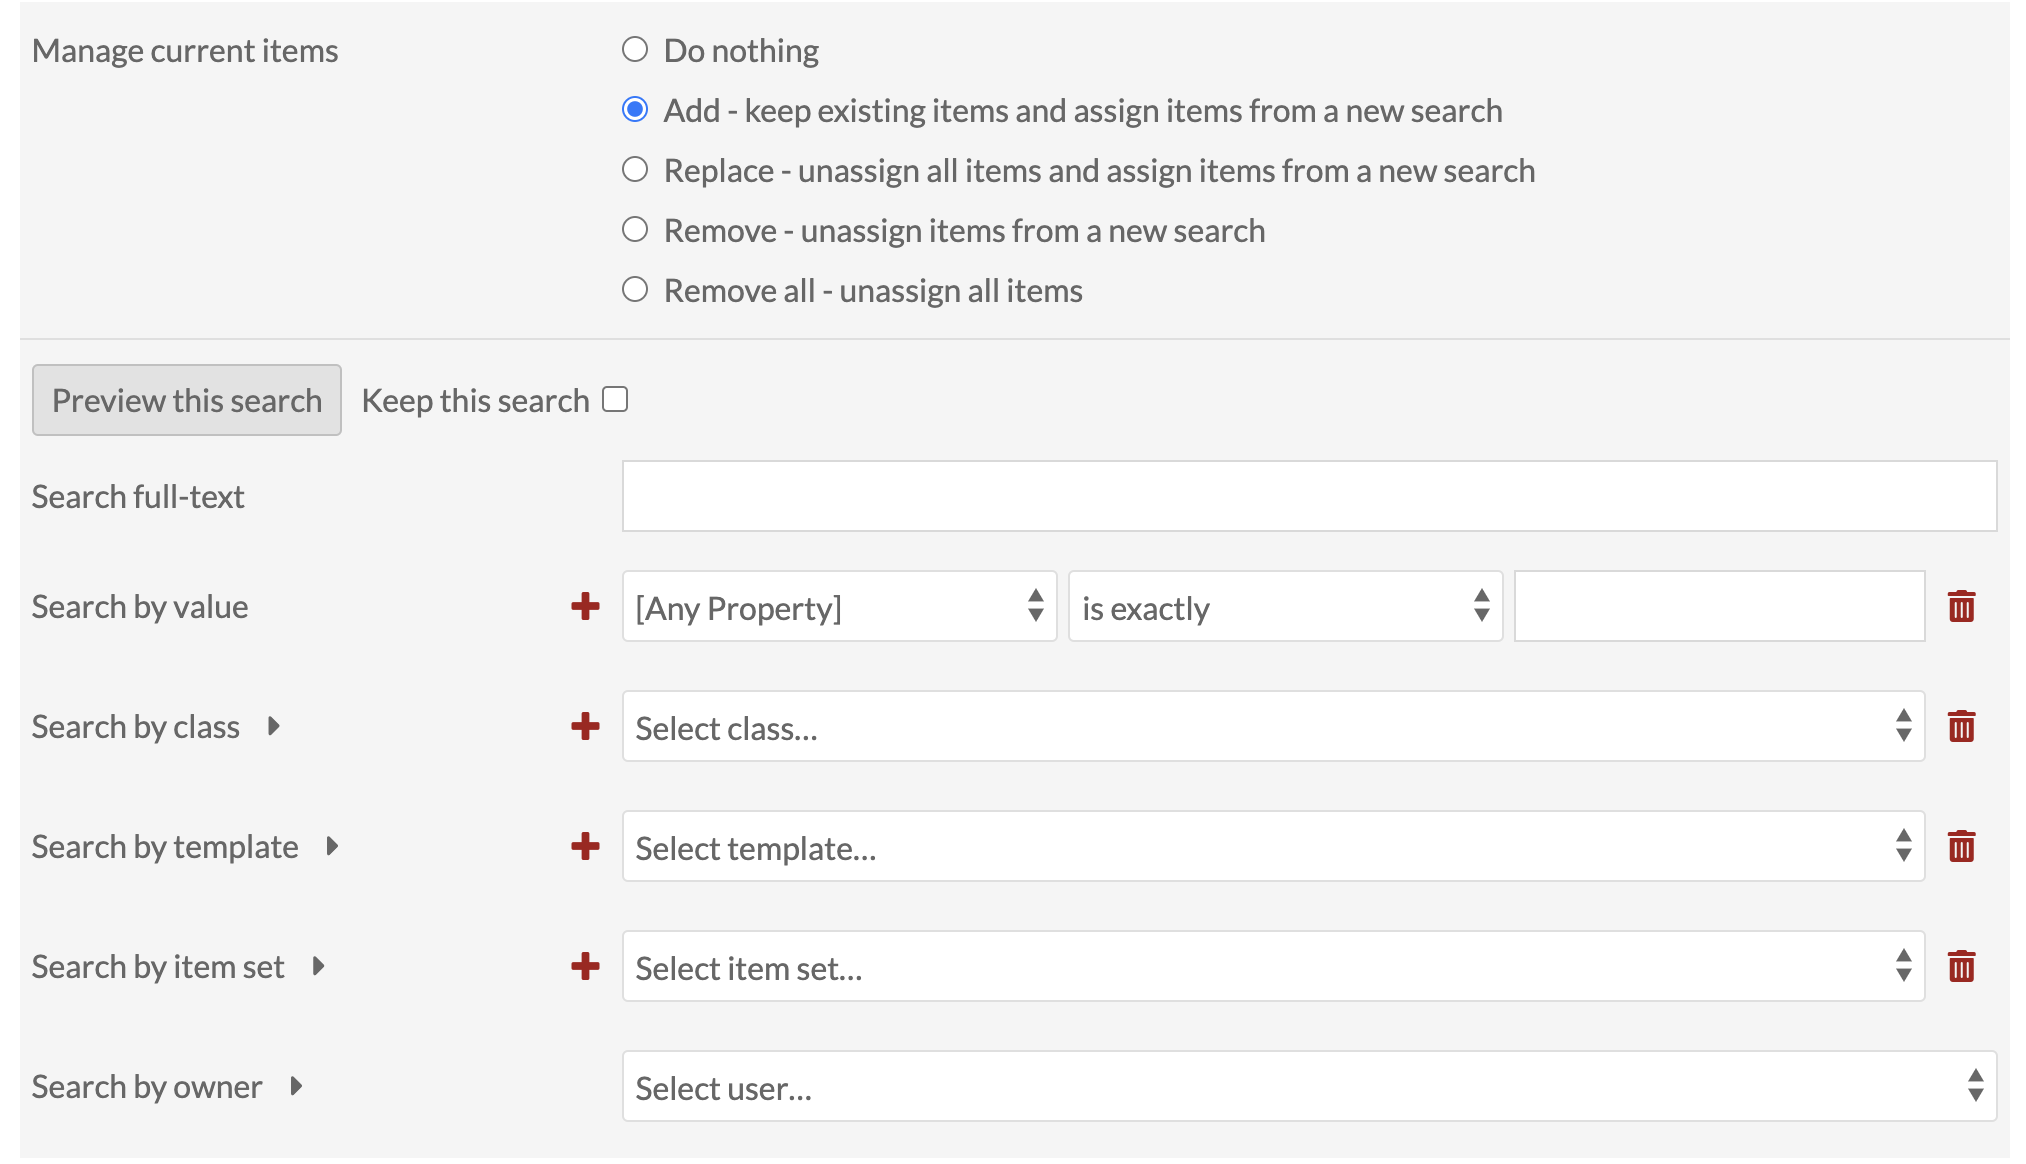 Manage current items
Do nothing
Add - keep existing items and assign items from a new search
Replace - unassign all items and assign items from a new search
Remove - unassign items from a new search
Remove all - unassign all items
Preview this search Keep this search
Search full-text
Search by value [Any Property] is exactly
Search by class Select class...
Search by template Select template...
Search by item set Select item set...
Search by owner Select user...